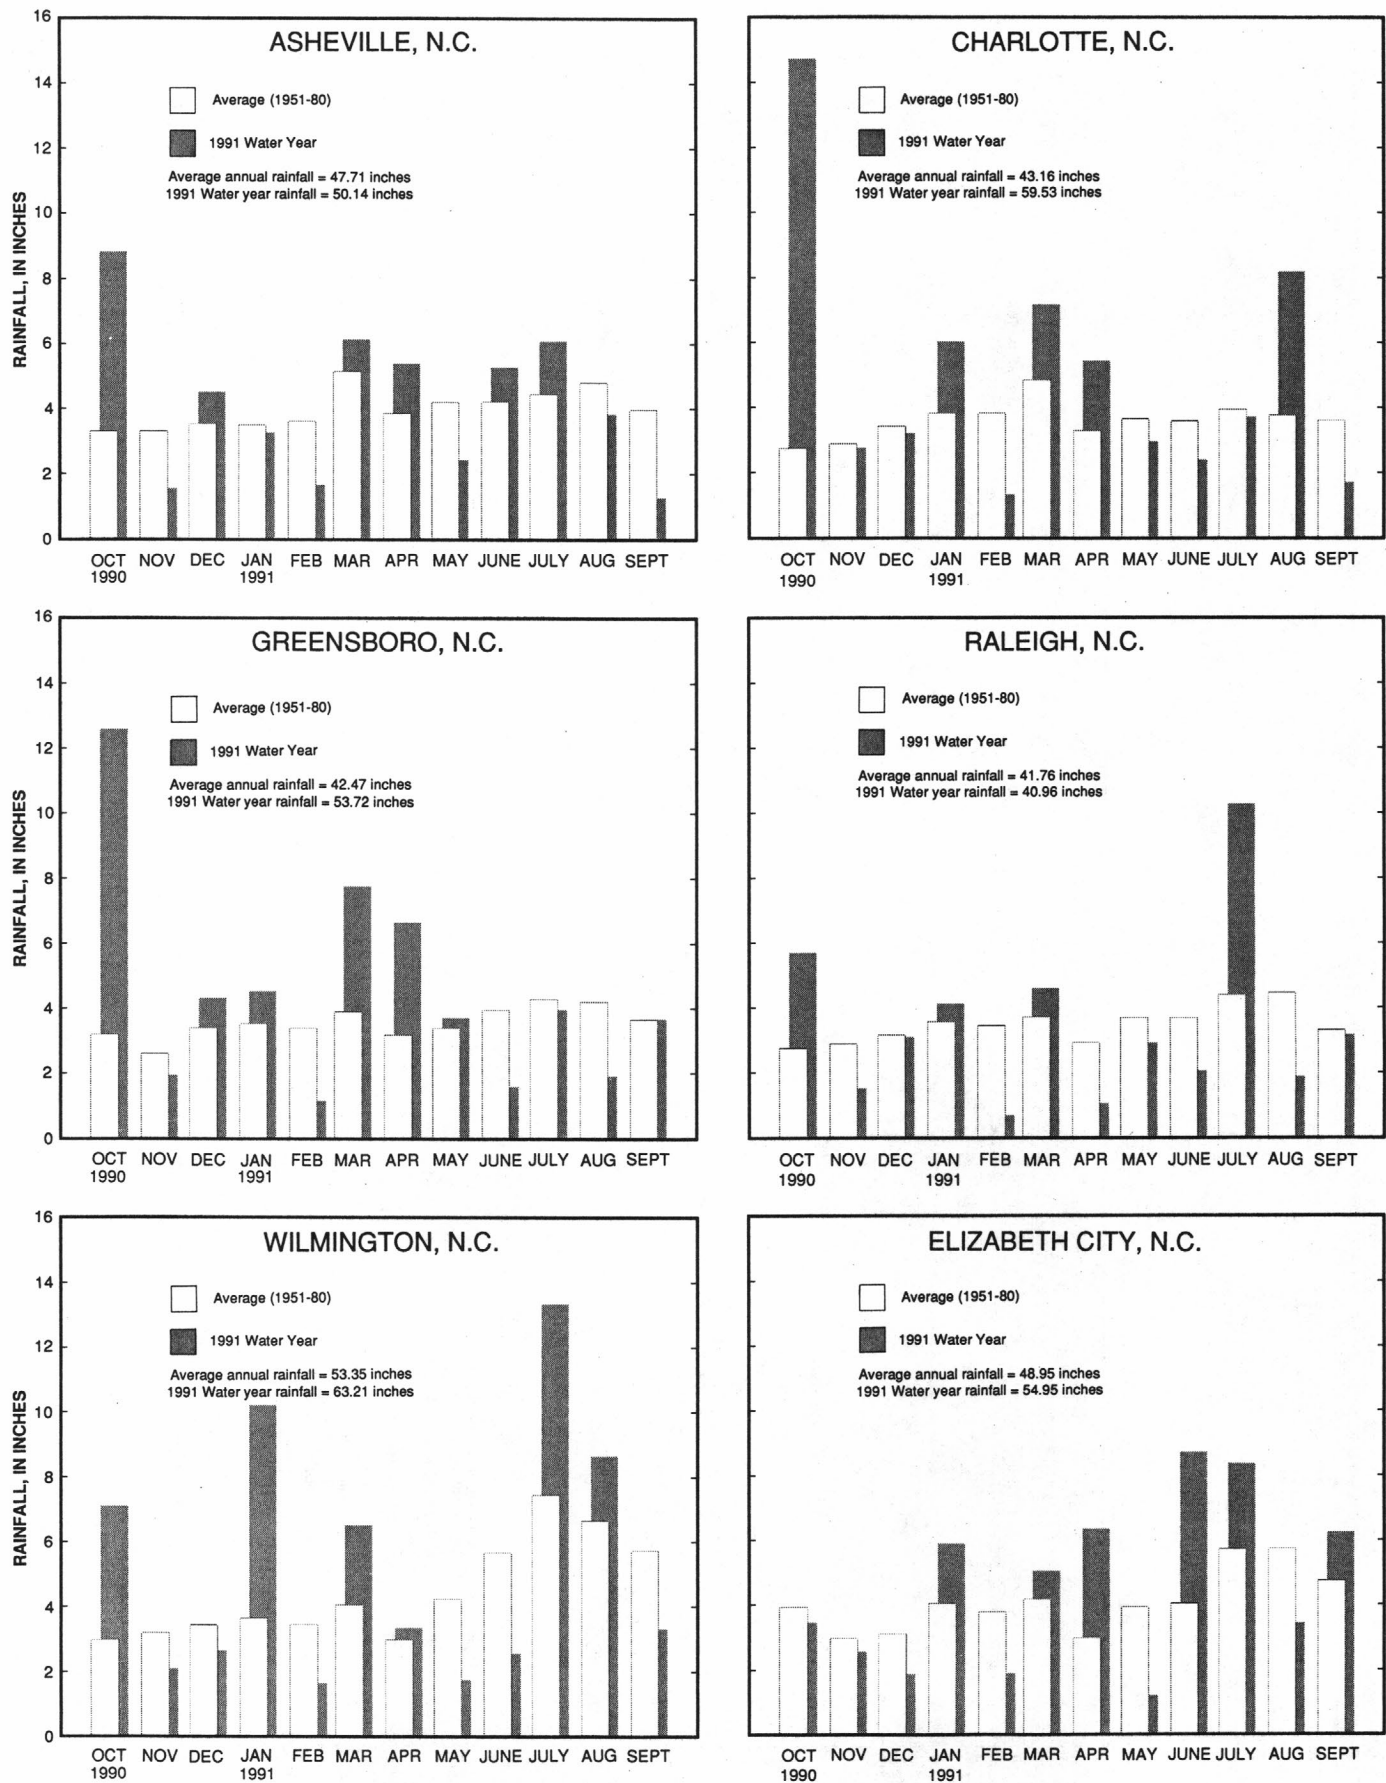 16
14
12
10
8
6
4
2
0
RAINFALL, IN INCHES
ASHEVILLE, N.C.
Average (1951-80)
1991 Water Year
Average annual rainfall = 47.71 inches
1991 Water year rainfall = 50.14 inches
OCT NOV DEC JAN FEB MAR APR MAY JUNE JULY AUG SEPT
1990 1991
CHARLOTTE, N.C.
Average (1951-80)
1991 Water Year
Average annual rainfall = 43.16 inches
1991 Water year rainfall = 59.53 inches
OCT NOV DEC JAN FEB MAR APR MAY JUNE JULY AUG SEPT
1990 1991
16
14
12
10
8
6
4
2
0
RAINFALL, IN INCHES
GREENSBORO, N.C.
Average (1951-80)
1991 Water Year
Average annual rainfall = 42.47 inches
1991 Water year rainfall = 53.72 inches
OCT NOV DEC JAN FEB MAR APR MAY JUNE JULY AUG SEPT
1990 1991
RALEIGH, N.C.
Average (1951-80)
1991 Water Year
Average annual rainfall = 41.76 inches
1991 Water year rainfall = 40.96 inches
OCT NOV DEC JAN FEB MAR APR MAY JUNE JULY AUG SEPT
1990 1991
16
14
12
10
8
6
4
2
0
RAINFALL, IN INCHES
WILMINGTON, N.C.
Average (1951-80)
1991 Water Year
Average annual rainfall = 53.35 inches
1991 Water year rainfall = 63.21 inches
OCT NOV DEC JAN FEB MAR APR MAY JUNE JULY AUG SEPT
1990 1991
ELIZABETH CITY, N.C.
Average (1951-80)
1991 Water Year
Average annual rainfall = 48.95 inches
1991 Water year rainfall = 54.95 inches
OCT NOV DEC JAN FEB MAR APR MAY JUNE JULY AUG SEPT
1990 1991